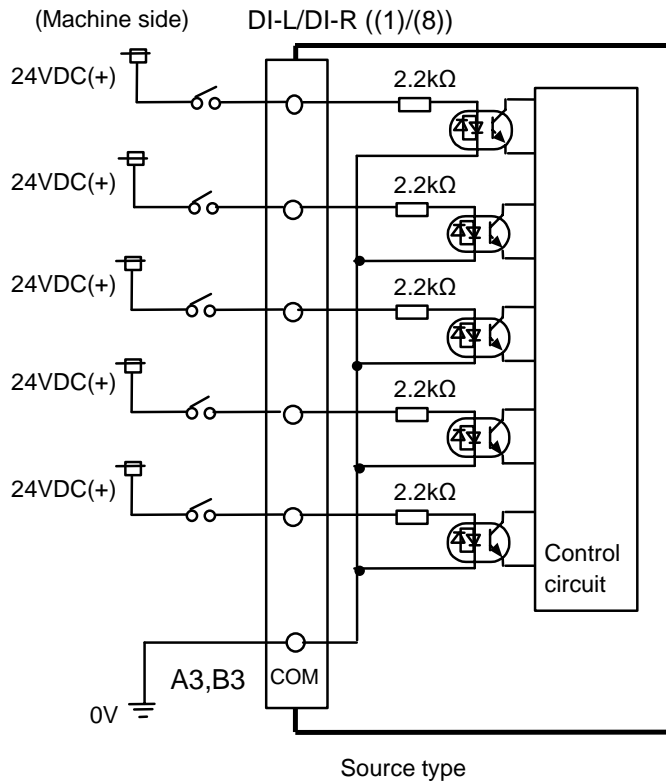 (Machine side)
DI-L/DI-R ((1)/(8))
24VDC(+)
2.2kΩ
24VDC(+)
2.2kΩ
24VDC(+)
2.2kΩ
24VDC(+)
2.2kΩ
24VDC(+)
2.2kΩ
Control
circuit
A3,B3
COM
0V
Source type